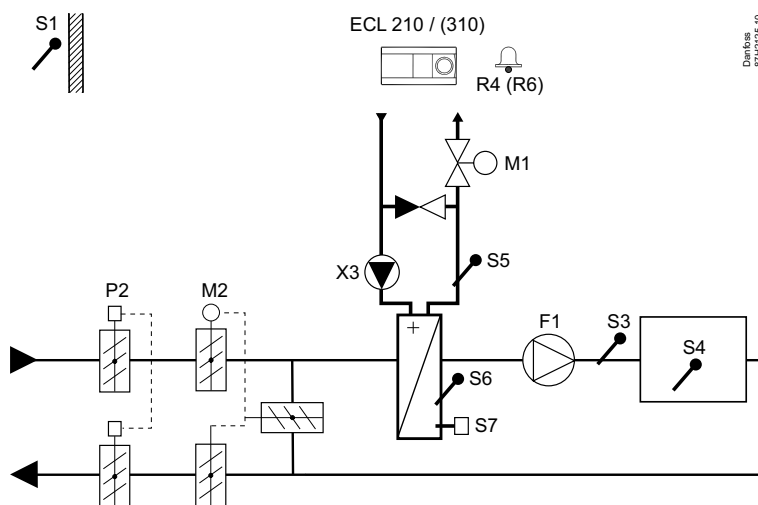 S1
ECL 210 / (310)
R4 (R6)
Danfoss
M1
S5
X3
P2
M2
F1
S3
S4
+
S6
S7